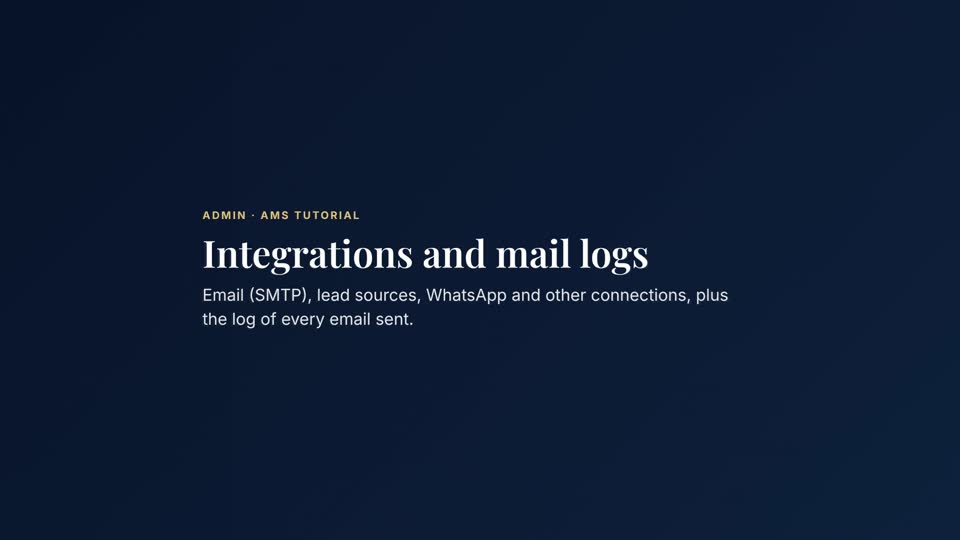 ADMIN · AMS TUTORIAL
Integrations and mail logs
Email (SMTP), lead sources, WhatsApp and other connections, plus
the log of every email sent.